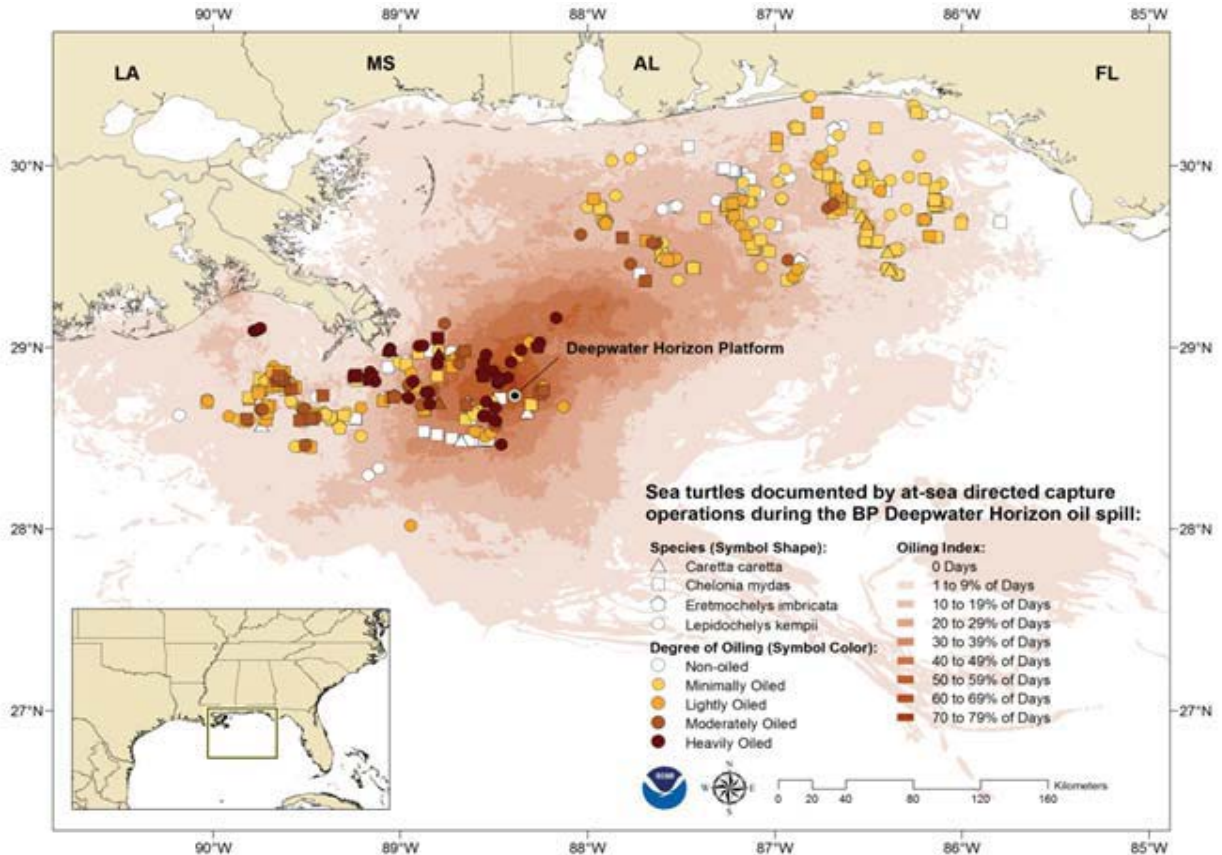 90°W 89°W 88°W 87°W 86°W 85°W
LA MS AL FL
30°N 30°N
29°N 29°N
Deepwater Horizon Platform
28°N 28°N
27°N 27°N
Sea turtles documented by at-sea directed capture
operations during the BP Deepwater Horizon oil spill:
Species (Symbol Shape):
Caretta caretta
Chelonia mydas
Eretmochelys imbricata
Lepidochelys kempii
Degree of Oiling (Symbol Color):
Non-oiled
Minimally Oiled
Lightly Oiled
Moderately Oiled
Heavily Oiled
Oiling Index:
0 Days
1 to 9% of Days
10 to 19% of Days
20 to 29% of Days
30 to 39% of Days
40 to 49% of Days
50 to 59% of Days
60 to 69% of Days
70 to 79% of Days
N
W E
S
Kilometers
0 20 40 80 120 160
90°W 89°W 88°W 87°W 86°W 85°W